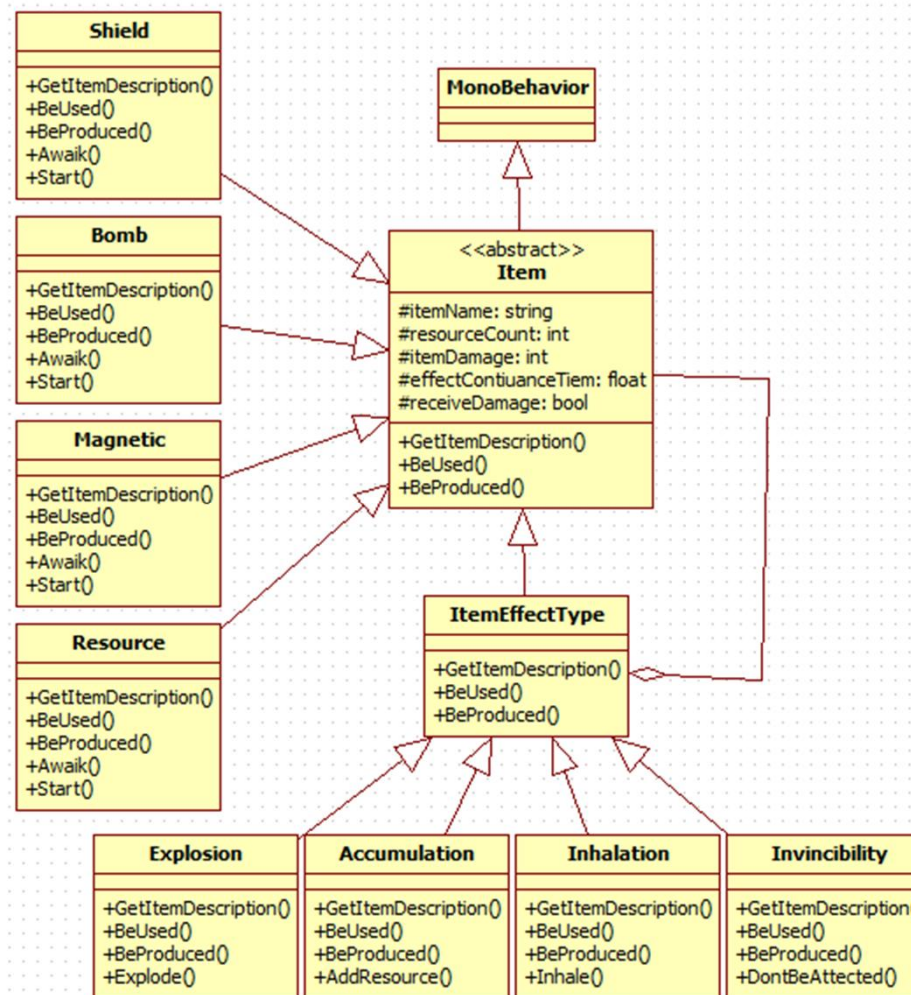 Shield
+GetItemDescription()
+BeUsed()
+BeProduced()
+Awaik()
+Start()
Bomb
+GetItemDescription()
+BeUsed()
+BeProduced()
+Awaik()
+Start()
Magnetic
+GetItemDescription()
+BeUsed()
+BeProduced()
+Awaik()
+Start()
Resource
+GetItemDescription()
+BeUsed()
+BeProduced()
+Awaik()
+Start()
MonoBehavior
<<abstract>>
Item
#itemName: string
#resourceCount: int
#itemDamage: int
#effectContiuanceTiem: float
#receiveDamage: bool
+GetItemDescription()
+BeUsed()
+BeProduced()
ItemEffectType
+GetItemDescription()
+BeUsed()
+BeProduced()
Explosion
+GetItemDescription()
+BeUsed()
+BeProduced()
+Explode()
Accumulation
+GetItemDescription()
+BeUsed()
+BeProduced()
+AddResource()
Inhalation
+GetItemDescription()
+BeUsed()
+BeProduced()
+Inhale()
Invincibility
+GetItemDescription
+BeUsed()
+BeProduced()
+DontBeAttected()